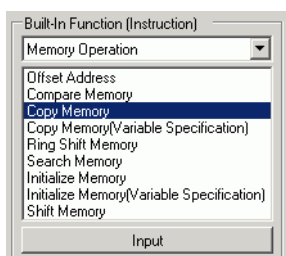 Built-In Function (Instruction)
Memory Operation
Offset Address
Compare Memory
Copy Memory
Copy Memory(Variable Specification)
Ring Shift Memory
Search Memory
Initialize Memory
Initialize Memory(Variable Specification)
Shift Memory
Input